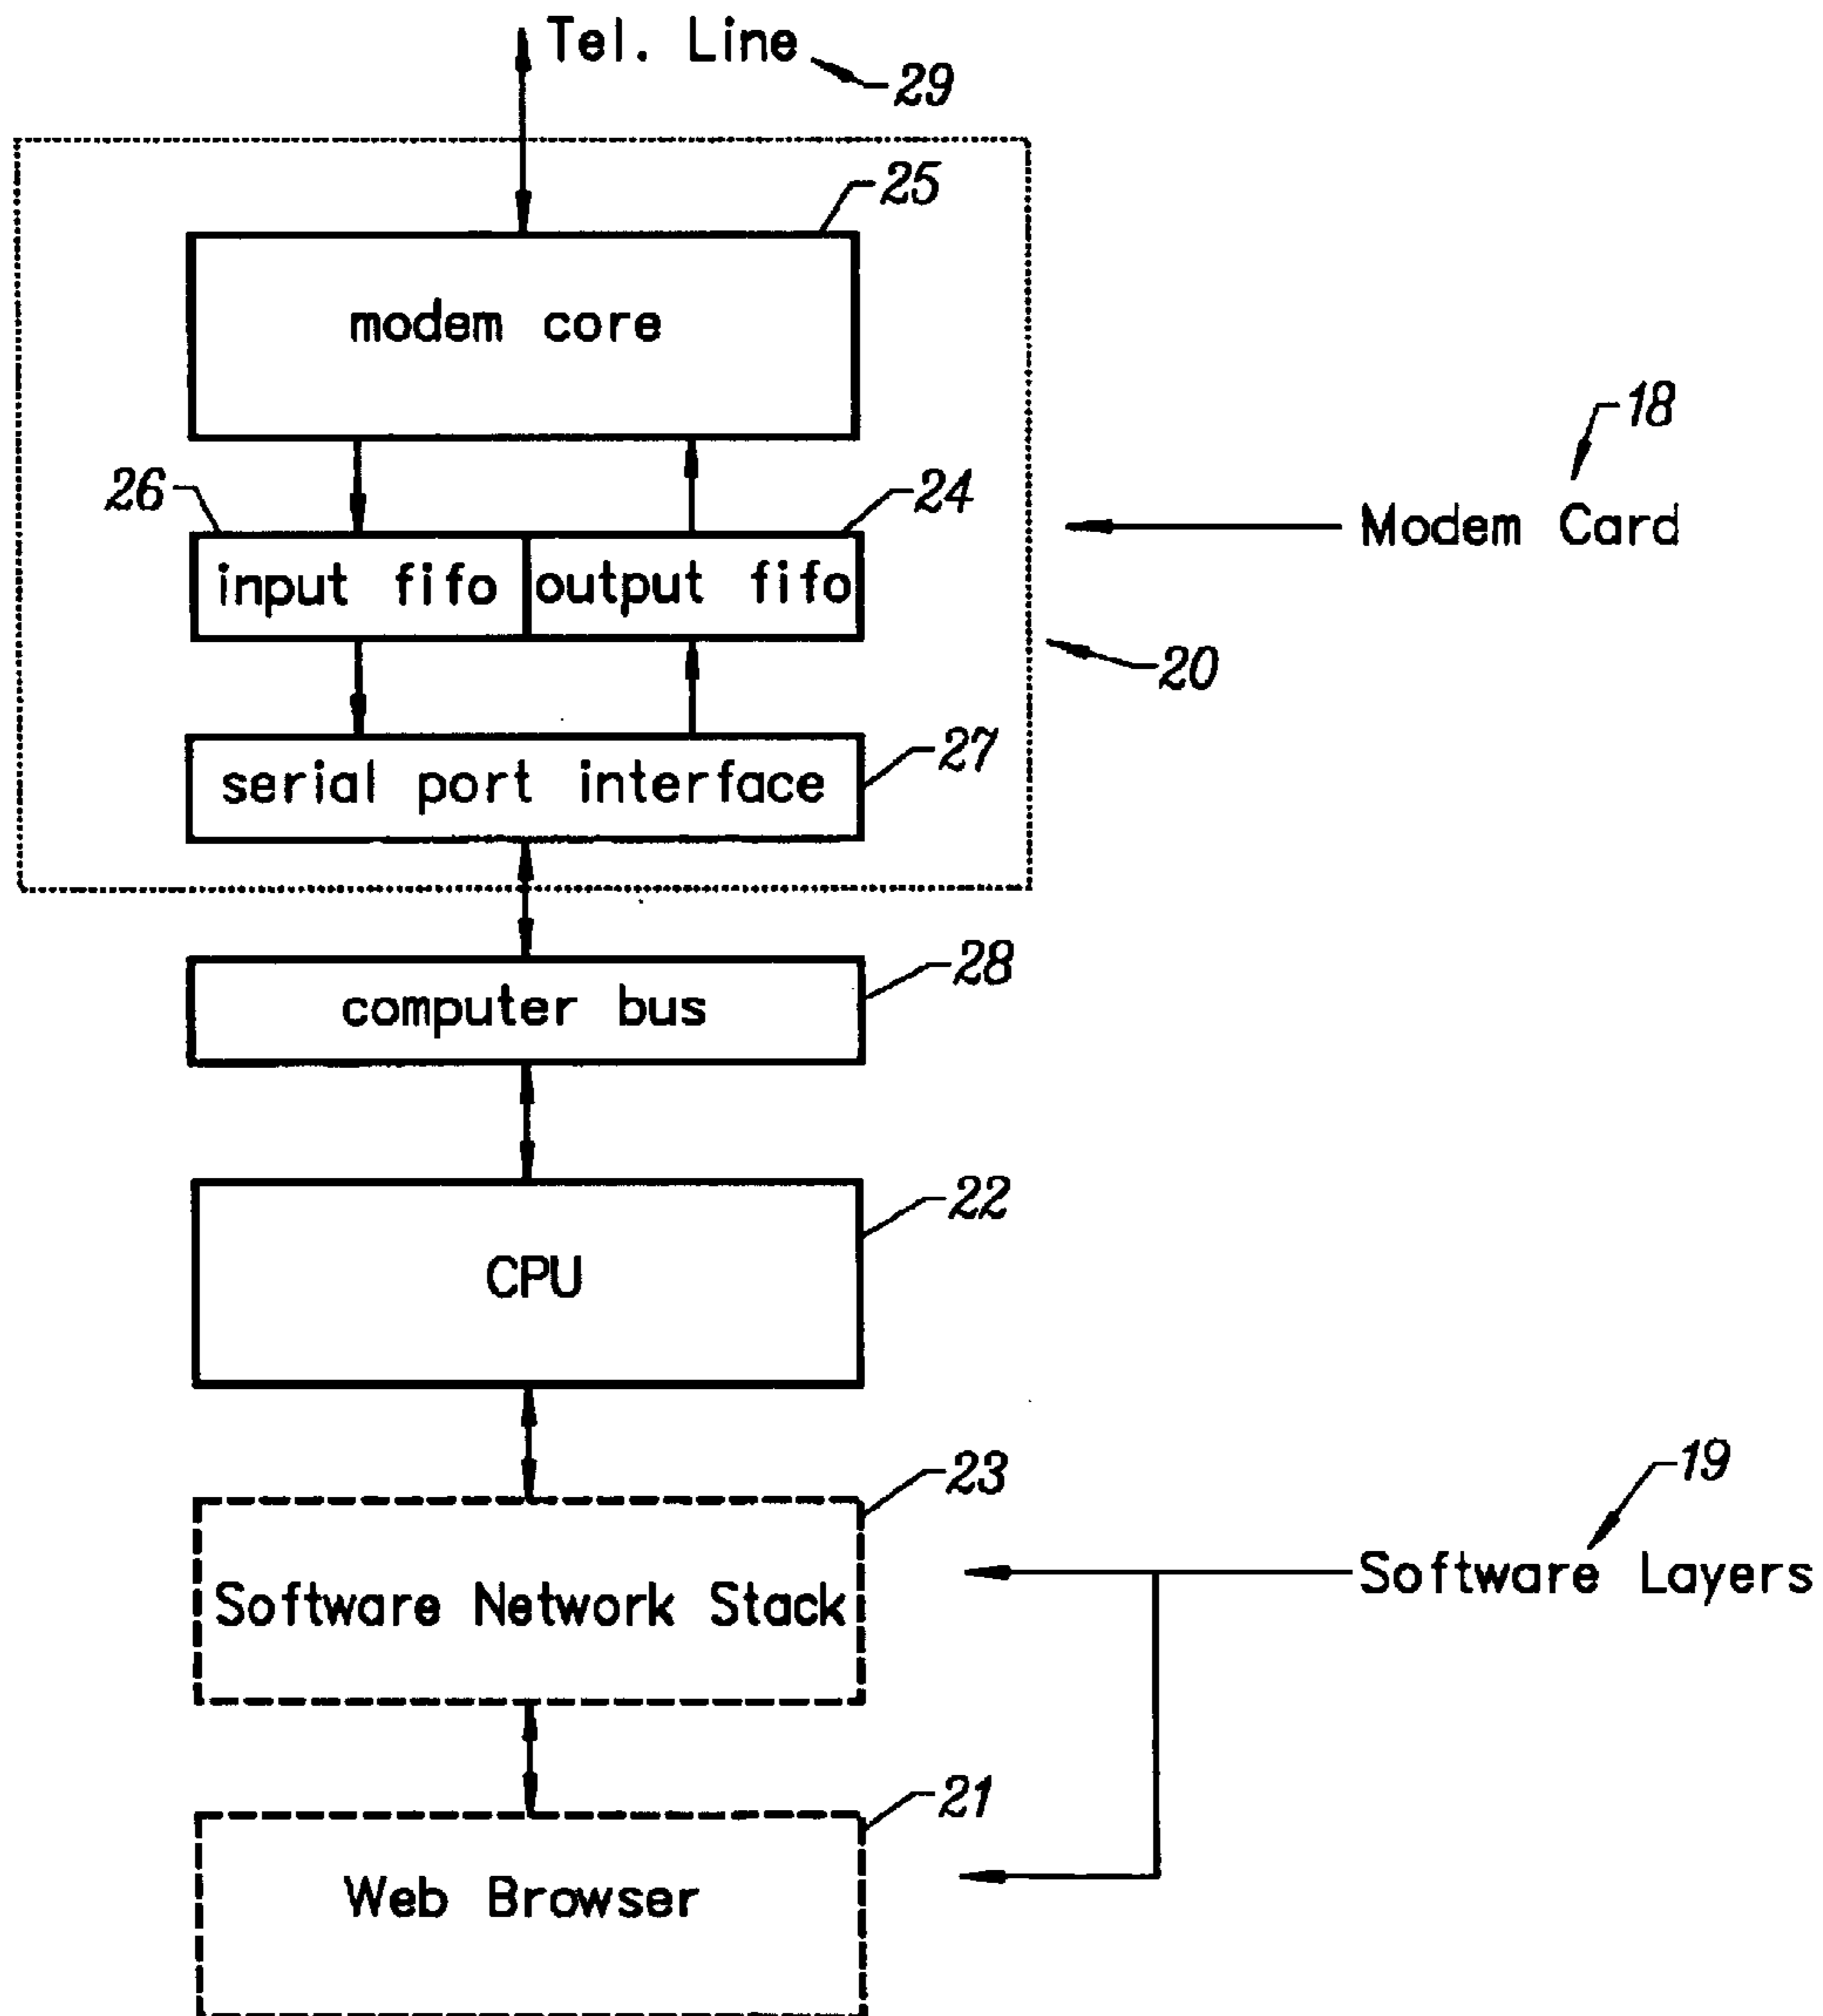 Tel. Line
29
25
modem core
18
26
24
Modem Card
input fifo
output fifo
20
27
serial port interface
28
computer bus
22
CPU
23
19
Software Layers
Software Network Stack
21
Web Browser